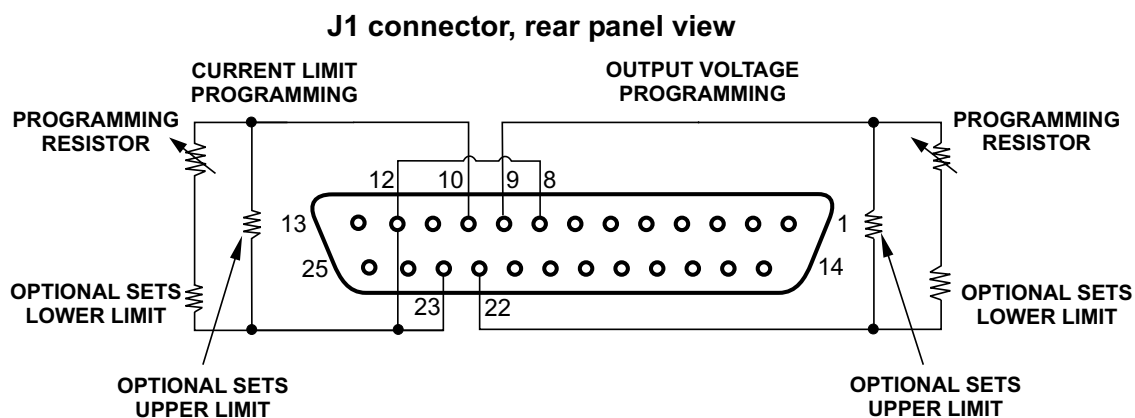 J1 connector, rear panel view
CURRENT LIMIT
PROGRAMMING
OUTPUT VOLTAGE
PROGRAMMING
PROGRAMMING
RESISTOR
PROGRAMMING
RESISTOR
12 10 9 8
13
1
25
14
23 22
OPTIONAL SETS
LOWER LIMIT
OPTIONAL SETS
LOWER LIMIT
OPTIONAL SETS
UPPER LIMIT
OPTIONAL SETS
UPPER LIMIT